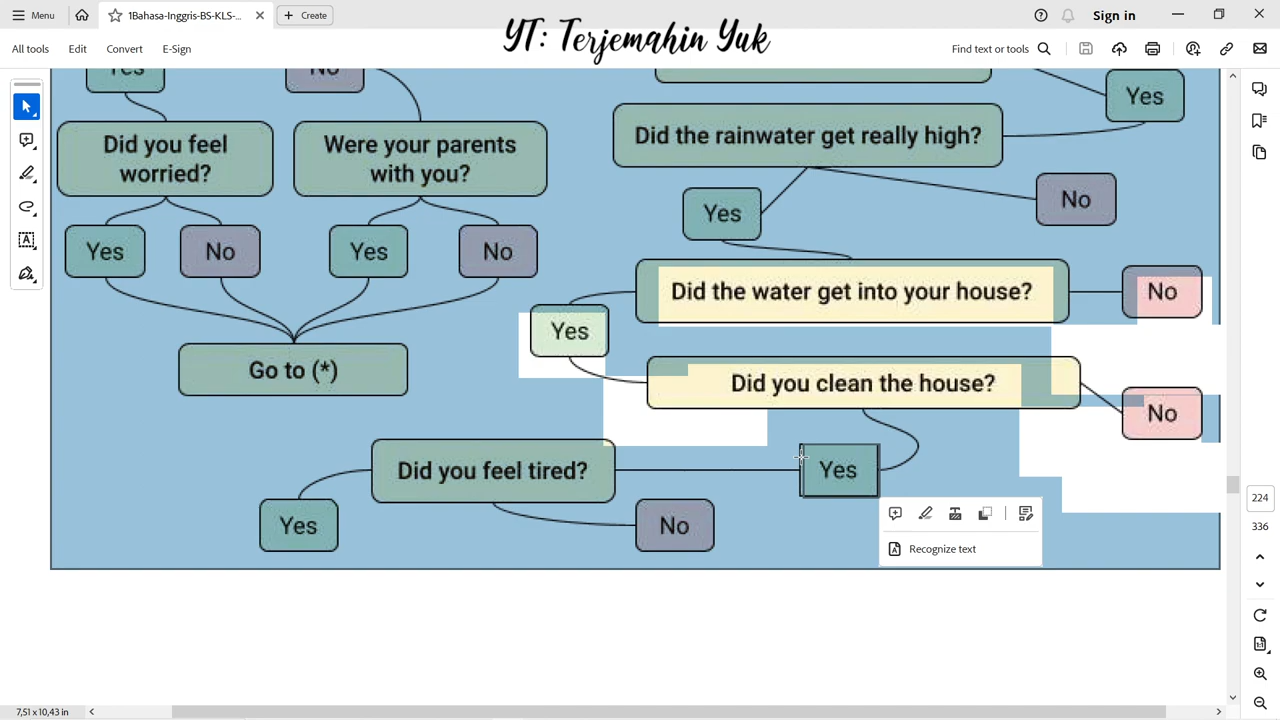 Menu
1Bahasa-Inggris-BS-KLS-...
Create
Sign in
All tools
Edit
Convert
E-Sign
YT: Terjemahin Yuk
Find text or tools
Yes
No
Yes
Did you feel
worried?
Were your parents
with you?
Did the rainwater get really high?
Yes
No
Yes
No
Yes
No
Did the water get into your house?
No
Yes
Go to (*)
Did you clean the house?
No
Did you feel tired?
Yes
Yes
No
Recognize text
224
336
7,51 x 10,43 in